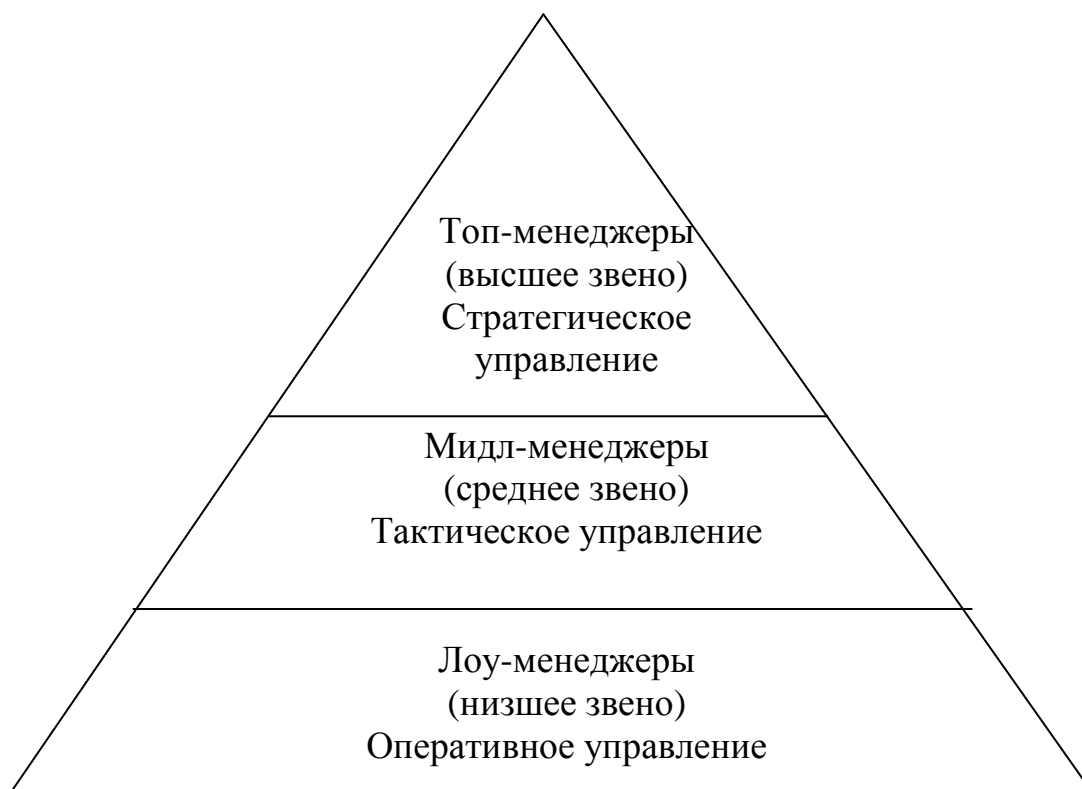 Топ-менеджеры
(высшее звено)
Стратегическое
управление
Мидл-менеджеры
(среднее звено)
Тактическое управление
Лоу-менеджеры
(низшее звено)
Оперативное управление